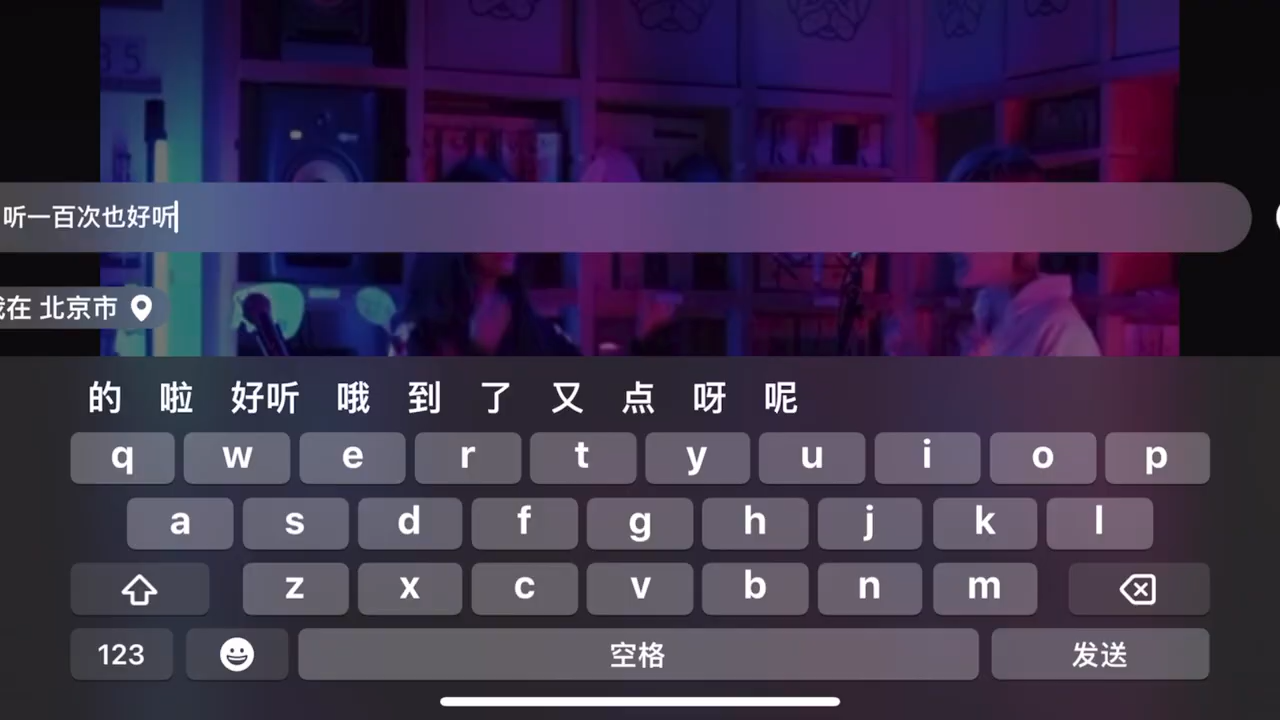 听一百次也好听
在 北京市
的 啦 好听 哦 到 了 又 点 呀 呢
q w e r t y u i o p
a s d f g h j k l
z x c v b n m
123 空格 发送